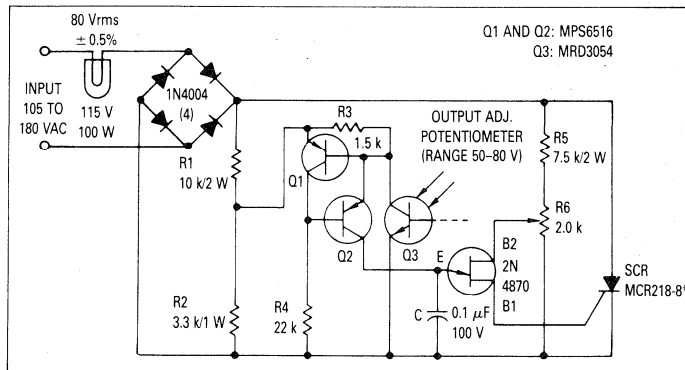 80 Vrms
± 0.5%
Q1 AND Q2: MPS6516
Q3: MRD3054
INPUT
105 TO
180 VAC
115 V
100 W
1N4004
(4)
R1
10 k/2 W
R3
1.5 k
OUTPUT ADJ.
POTENTIOMETER
(RANGE 50–80 V)
R5
7.5 k/2 W
Q1
Q2
Q3
R6
2.0 k
E
B2
2N
4870
B1
SCR
MCR218-8*
R2
3.3 k/1 W
R4
22 k
C
0.1 µF
100 V